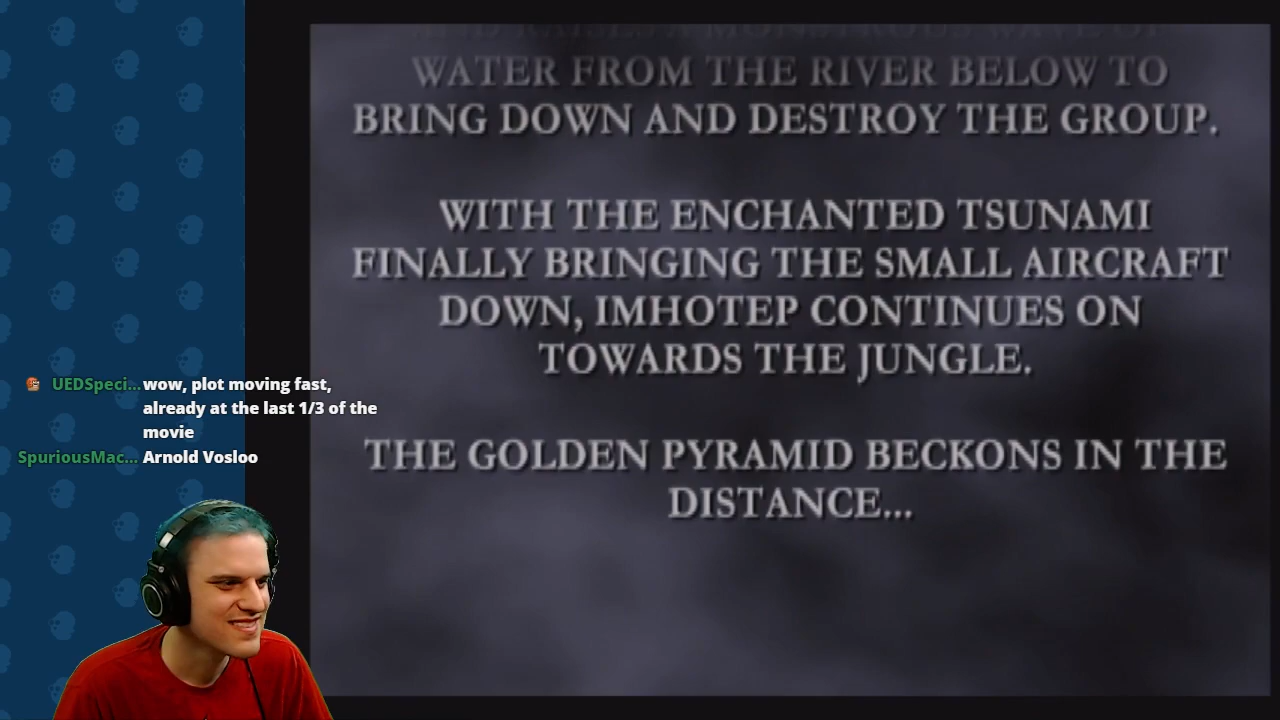 WATER FROM THE RIVER BELOW TO
BRING DOWN AND DESTROY THE GROUP.
WITH THE ENCHANTED TSUNAMI
FINALLY BRINGING THE SMALL AIRCRAFT
DOWN, IMHOTEP CONTINUES ON
TOWARDS THE JUNGLE.
THE GOLDEN PYRAMID BECKONS IN THE
DISTANCE...
UEDSpeci... wow, plot moving fast,
already at the last 1/3 of the
movie
SpuriousMac... Arnold Vosloo